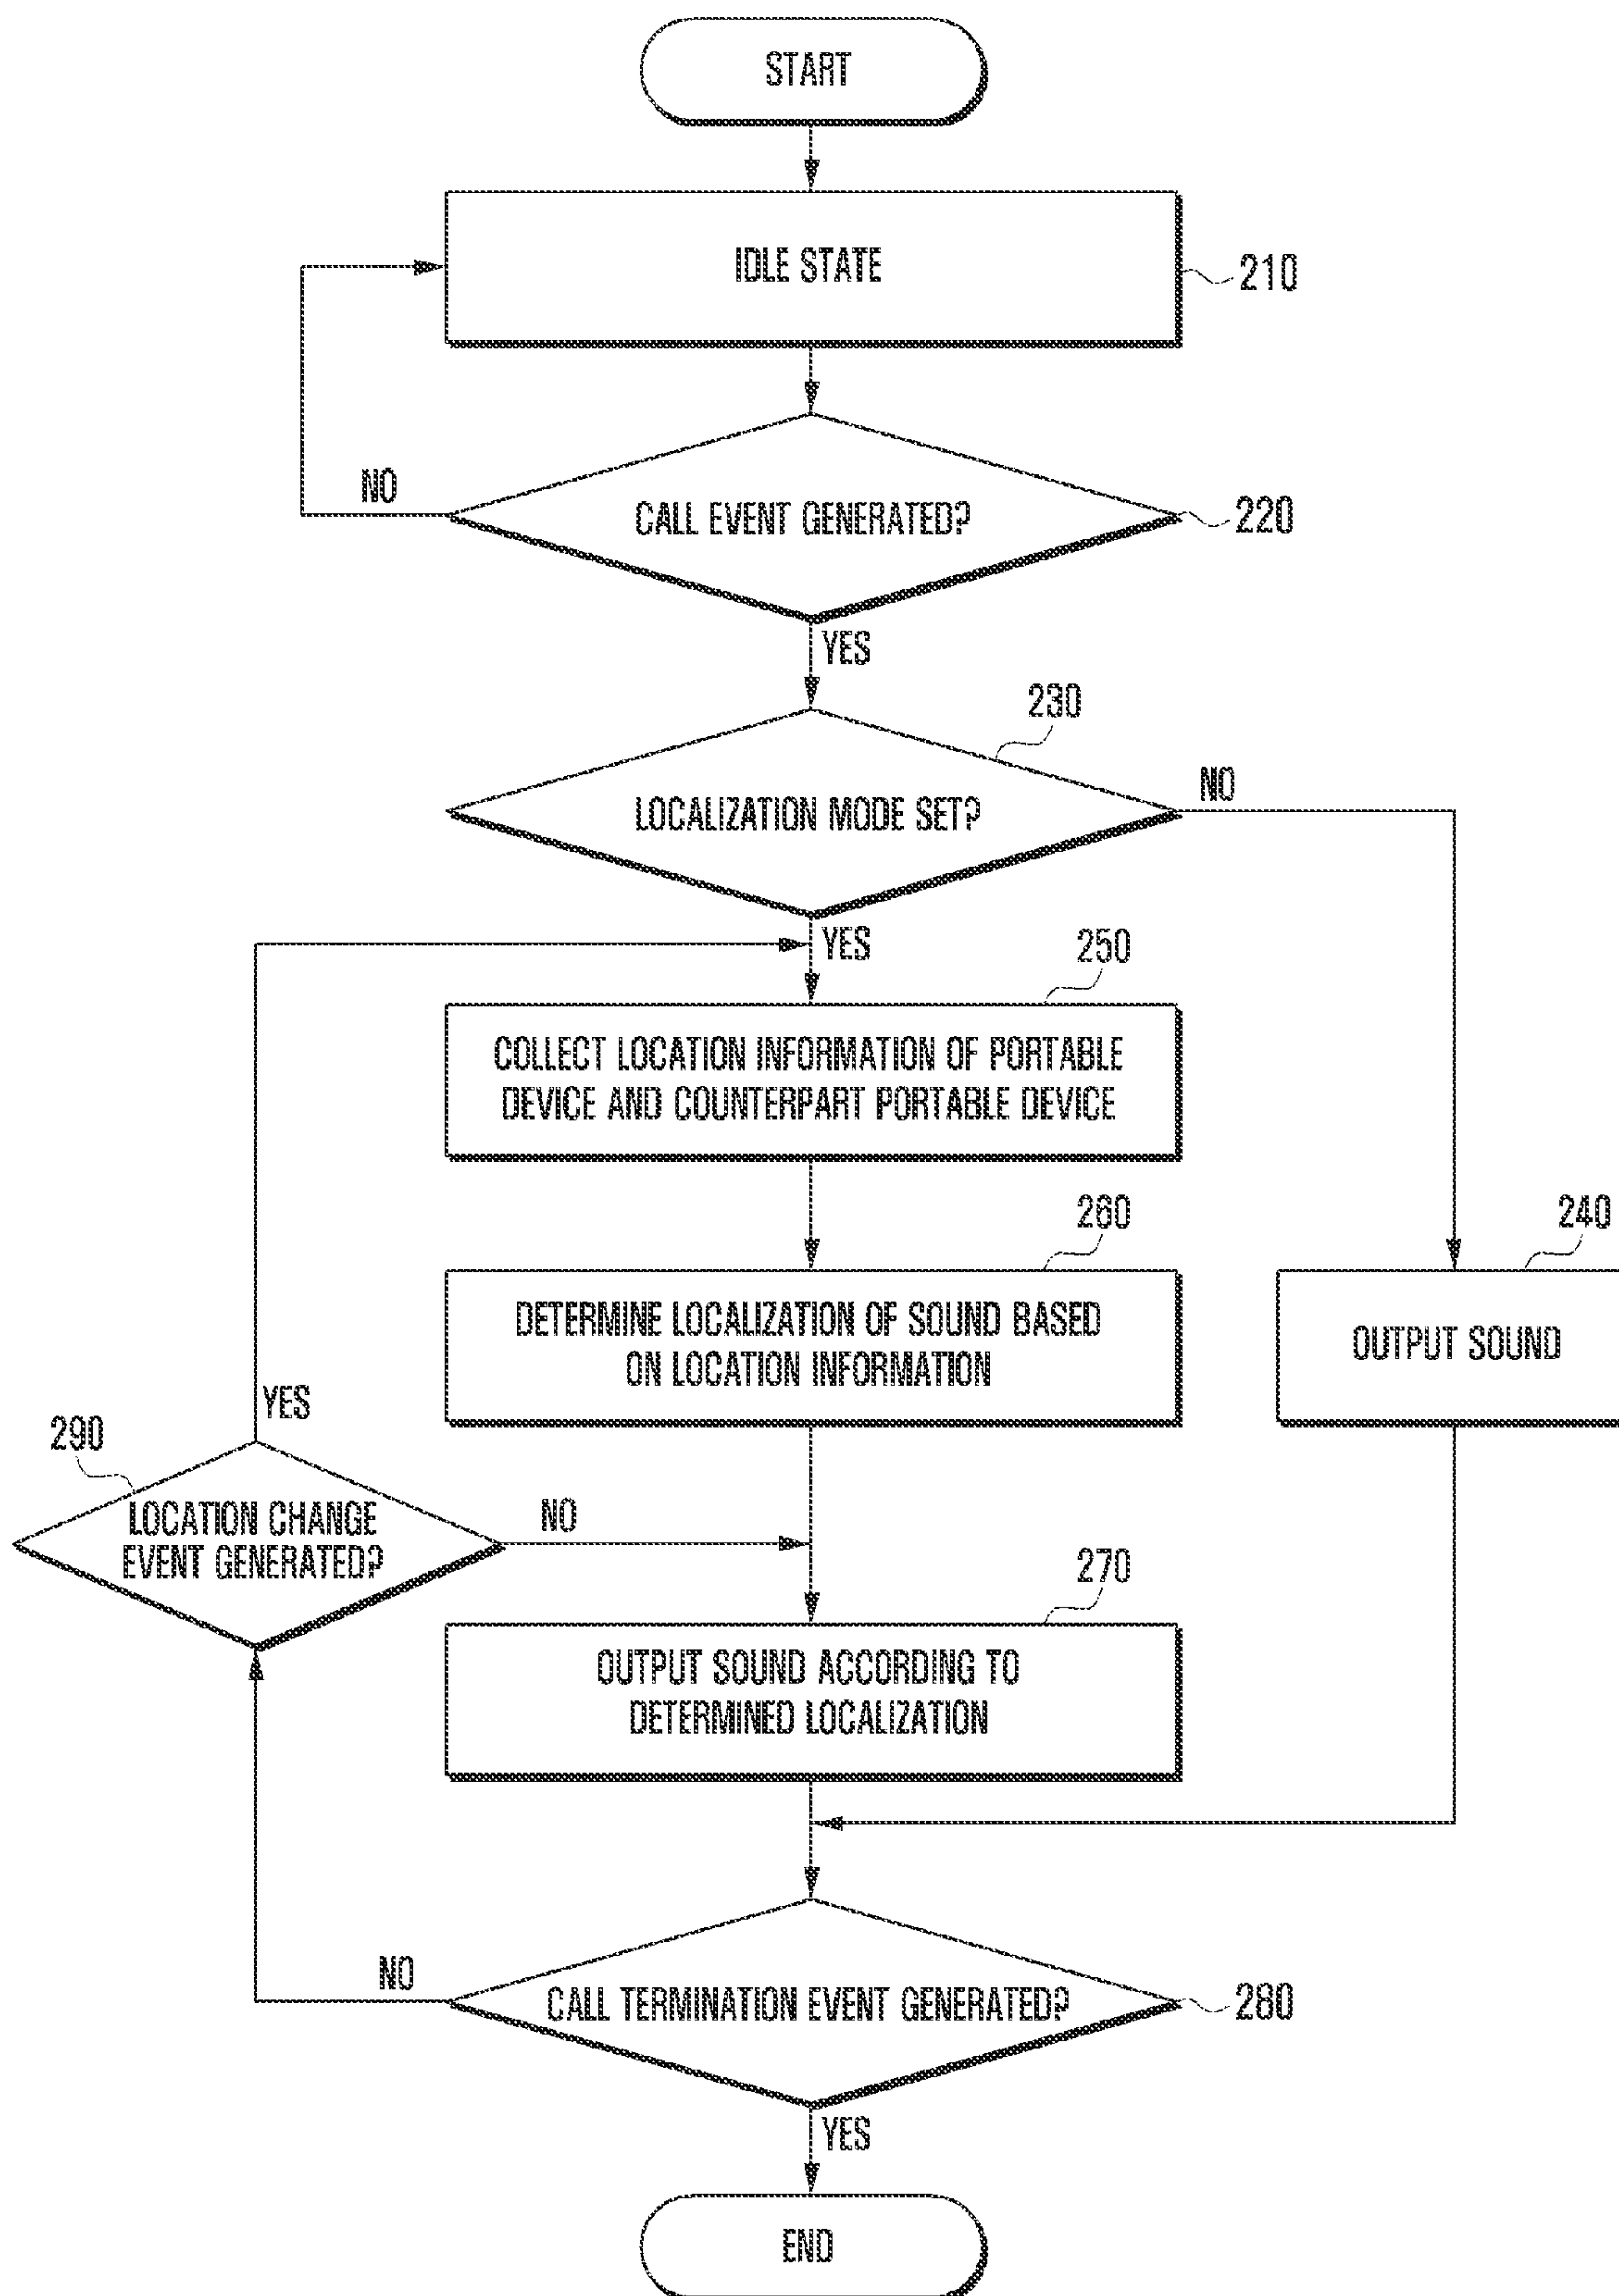 START
IDLE STATE
210
NO
CALL EVENT GENERATED?
220
YES
230
LOCALIZATION MODE SET?
NO
YES
250
COLLECT LOCATION INFORMATION OF PORTABLE
DEVICE AND COUNTERPART PORTABLE DEVICE
260
240
DETERMINE LOCALIZATION OF SOUND BASED
ON LOCATION INFORMATION
OUTPUT SOUND
YES
290
LOCATION CHANGE
EVENT GENERATED?
NO
270
OUTPUT SOUND ACCORDING TO
DETERMINED LOCALIZATION
NO
CALL TERMINATION EVENT GENERATED?
280
YES
END